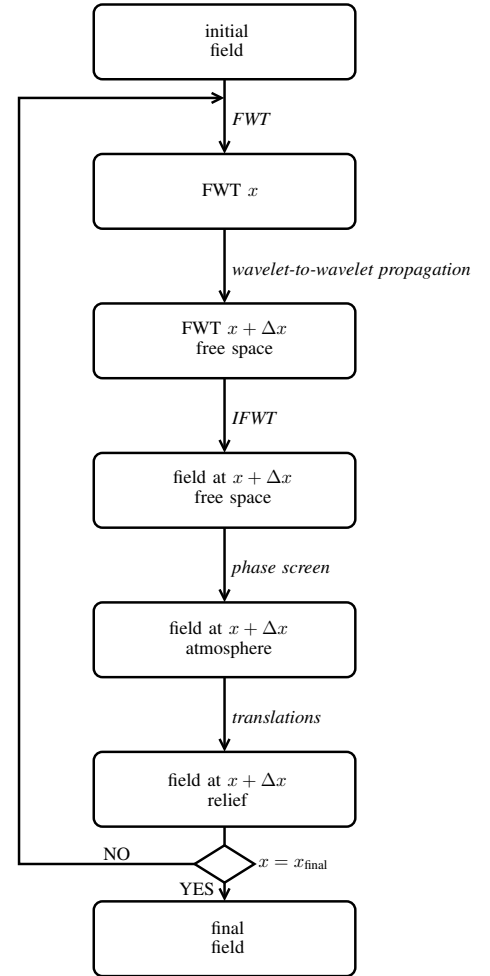 initial
field
FWT
FWT x
wavelet-to-wavelet propagation
FWT x + Δx
free space
IFWT
field at x + Δx
free space
phase screen
field at x + Δx
atmosphere
translations
field at x + Δx
relief
NO
x = x_final
YES
final
field